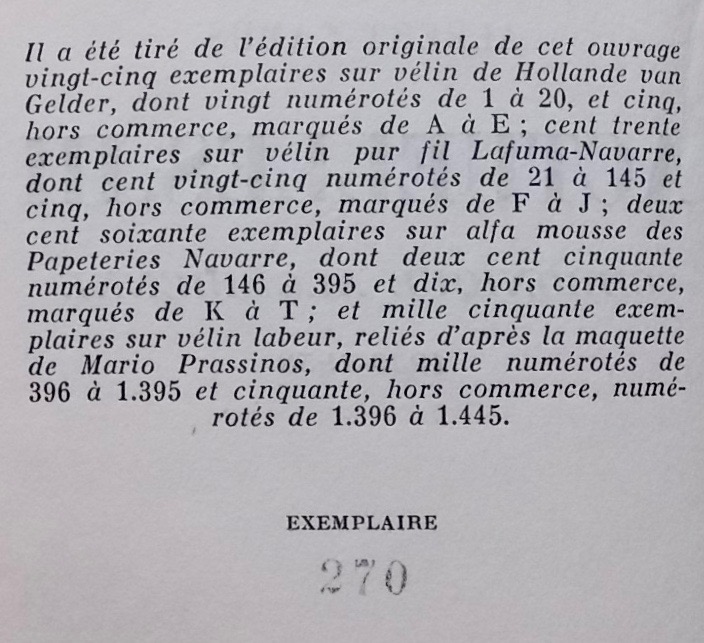 Il a été tiré de l'édition originale de cet ouvrage
vingt-cinq exemplaires sur vélin de Hollande van
Gelder, dont vingt numérotés de 1 à 20, et cinq,
hors commerce, marqués de A à E ; cent trente
exemplaires sur vélin pur fil Lafuma-Navarre,
dont cent vingt-cinq numérotés de 21 à 145 et
cinq, hors commerce, marqués de F à J ; deux
cent soixante exemplaires sur alfa mousse des
Papeteries Navarre, dont deux cent cinquante
numérotés de 146 à 395 et dix, hors commerce,
marqués de K à T ; et mille cinquante exem-
plaires sur vélin labeur, reliés d'après la maquette
de Mario Prassinos, dont mille numérotés de
396 à 1.395 et cinquante, hors commerce, numé-
rotés de 1.396 à 1.445.
EXEMPLAIRE
270